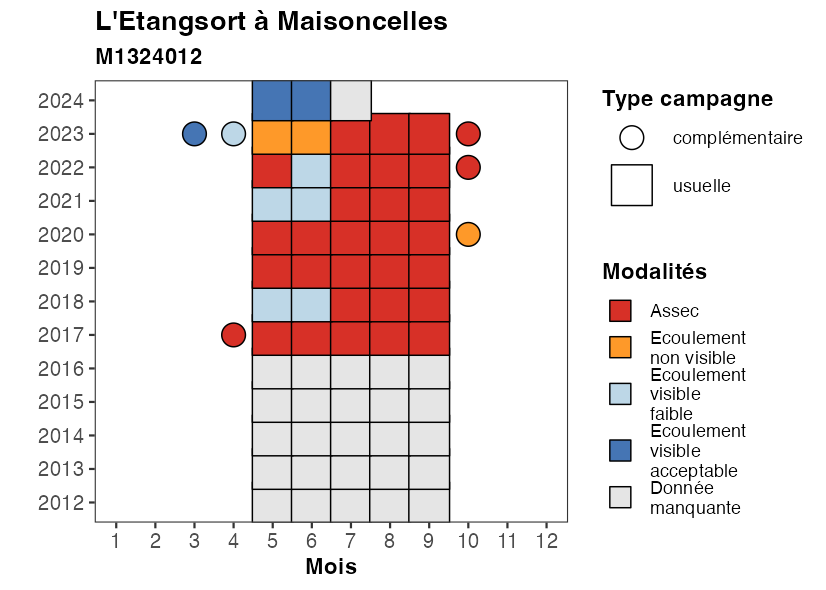 L'Etangsort à Maisoncelles
M1324012
2024
2023
2022
2021
2020
2019
2018
2017
2016
2015
2014
2013
2012
1 2 3 4 5 6 7 8 9 10 11 12
Mois
Type campagne
complémentaire
usuelle
Modalités
Assec
Ecoulement
non visible
Ecoulement
visible
faible
Ecoulement
visible
acceptable
Donnée
manquante